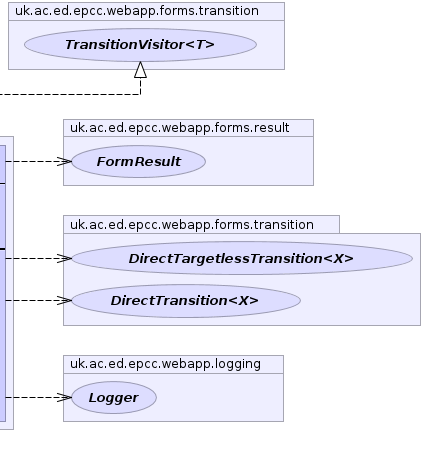 uk.ac.ed.epcc.webapp.forms.transition
TransitionVisitor<T>
uk.ac.ed.epcc.webapp.forms.result
FormResult
uk.ac.ed.epcc.webapp.forms.transition
DirectTargetlessTransition<X>
DirectTransition<X>
uk.ac.ed.epcc.webapp.logging
Logger